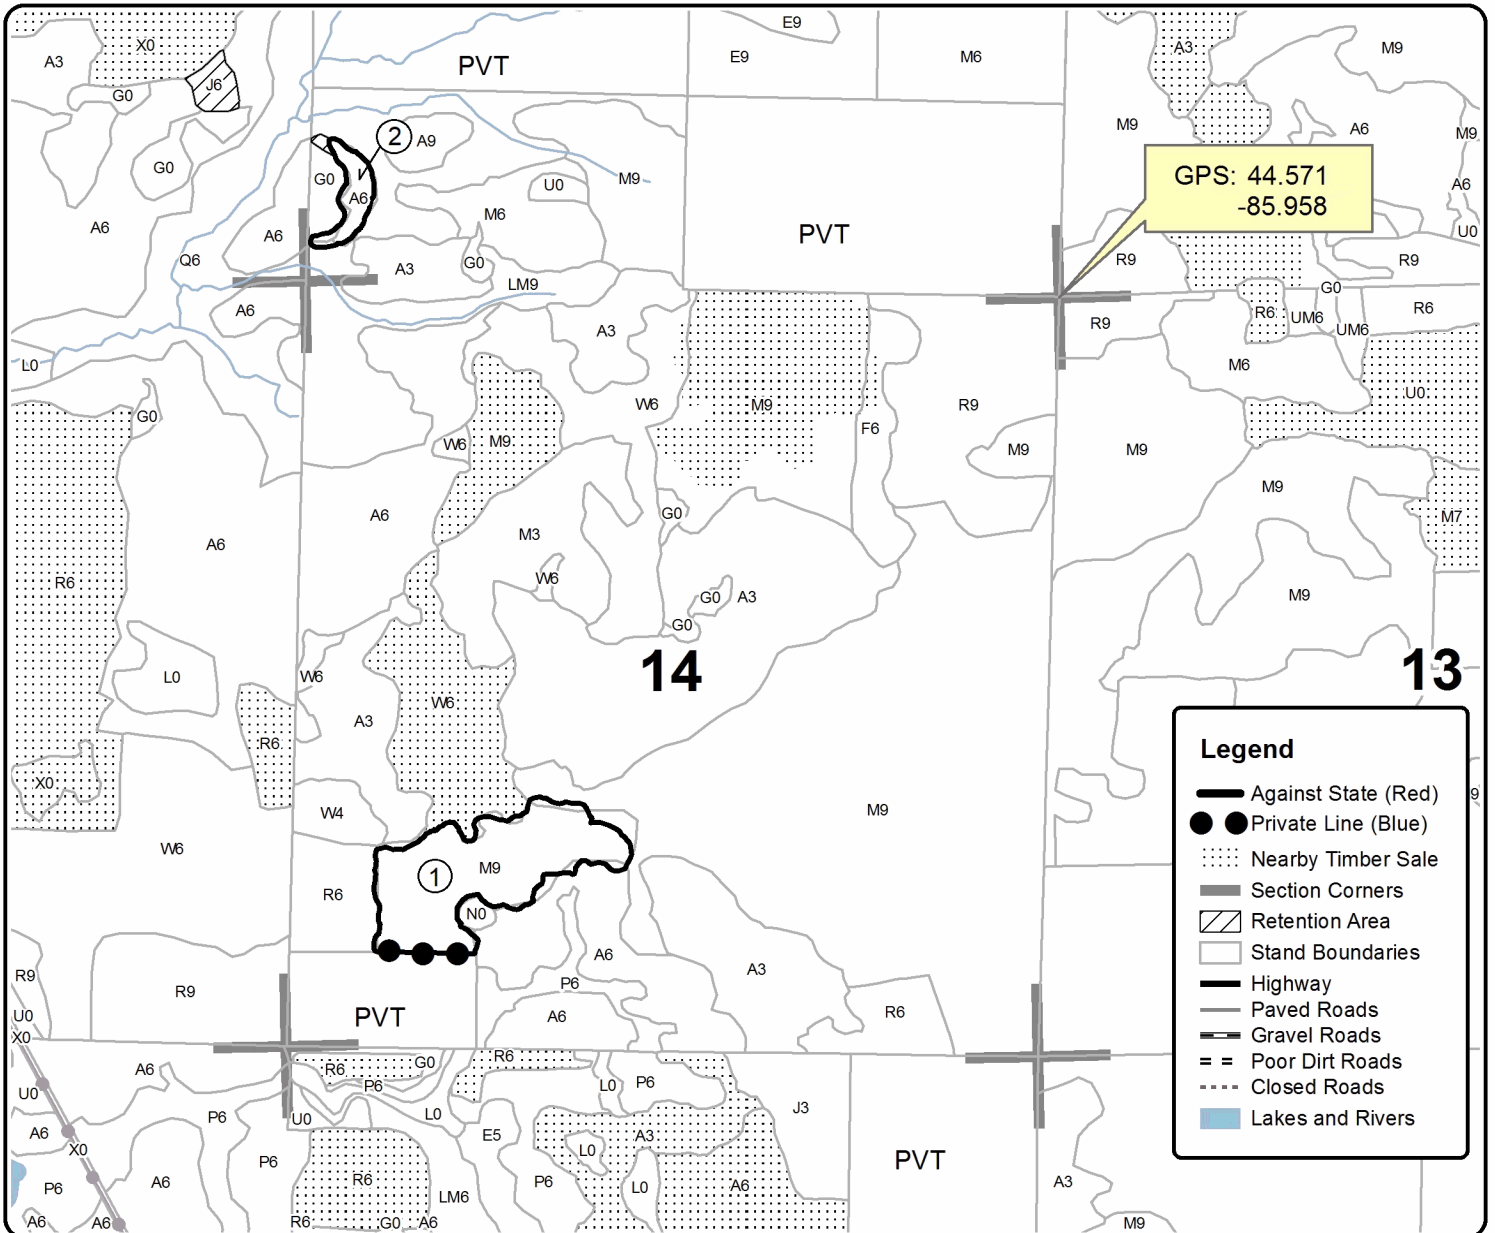 E9
X0
A3
M9
E9
M6
A3
PVT
J6
G0
M9
A6
M9
2
A9
G0
GPS: 44.571
-85.958
G0
M9
U0
A6
A6
M6
A6
A6
PVT
U0
Q6
A3
G0
R9
R9
LM9
G0
A6
R6
UM6
R6
R9
UM6
A3
L0
M6
W6
M9
R9
U0
G0
F6
W6
M9
M9
M9
M9
A6
G0
M7
A6
M3
R6
W6
G0
A3
M9
G0
14
13
L0
W6
W6
A3
R6
Legend
X0
Against State (Red)
9
W4
M9
Private Line (Blue)
W6
Nearby Timber Sale
1
M9
R6
Section Corners
N0
Retention Area
A6
Stand Boundaries
R9
A3
R9
P6
Highway
U0
PVT
A6
R6
Paved Roads
X0
Gravel Roads
R6
G0
Poor Dirt Roads
A6
R6
P6
L0
P6
Closed Roads
U0
P6
U0
L0
J3
Lakes and Rivers
A6
E5
A3
X0
L0
P6
PVT
P6
A6
R6
LM6
P6
L0
A6
A3
A6
A6
R6
G0
A6
M9